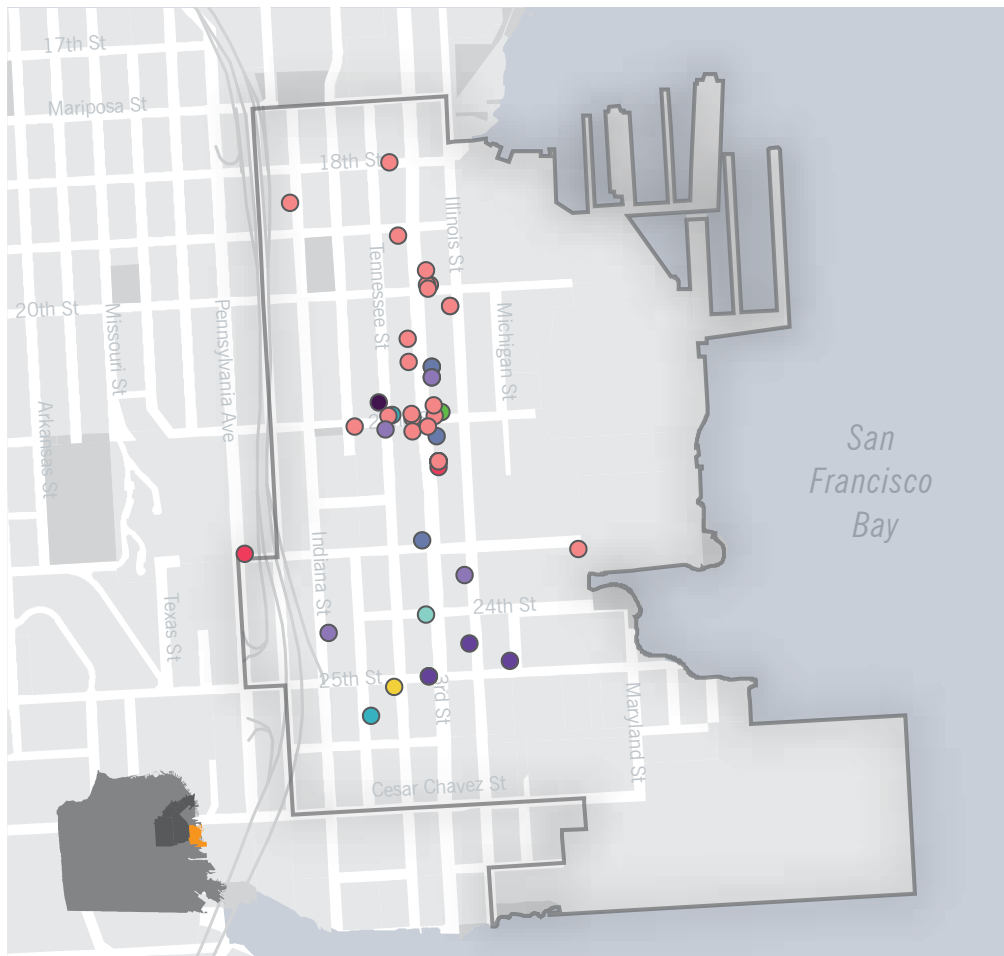 17th St
Mariposa St
18th St
Illinois St
Tennessee St
20th St
Missouri St
Pennsylvania Ave
Michigan St
Arkansas St
San
Francisco
Bay
Indiana St
Texas St
24th St
25th St
3rd St
Maryland St
Cesar Chavez St